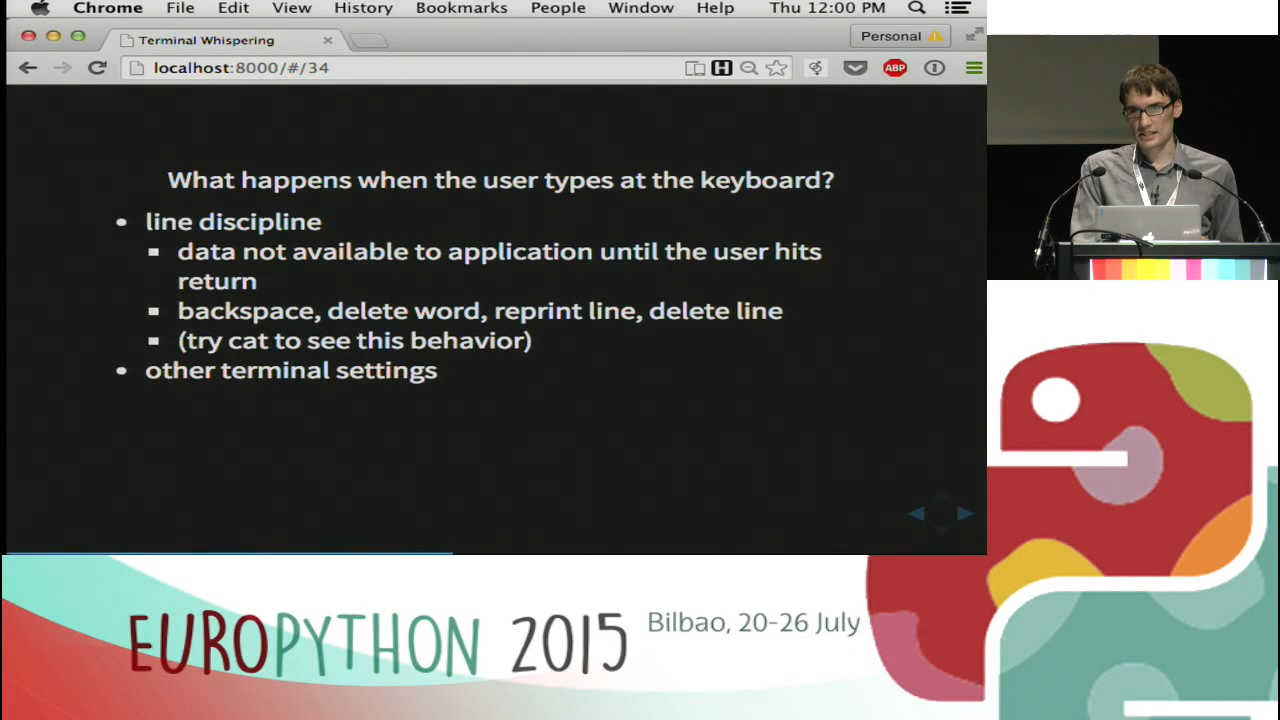 Chrome File Edit View History Bookmarks People Window Help Thu 12:00 PM
Terminal Whispering
Personal
localhost:8000/#/34
H
ABP
What happens when the user types at the keyboard?
• line discipline
▪ data not available to application until the user hits
return
▪ backspace, delete word, reprint line, delete line
▪ (try cat to see this behavior)
• other terminal settings
EUROPYTHON 2015
Bilbao, 20-26 July